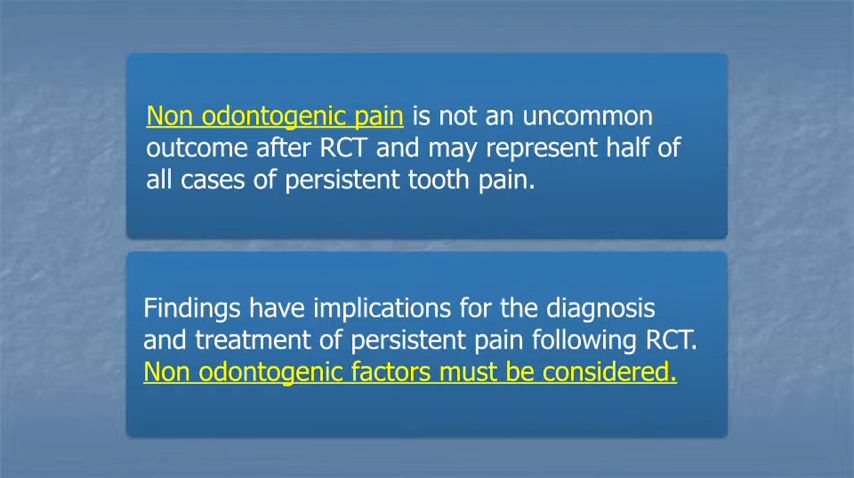 Non odontogenic pain is not an uncommon
outcome after RCT and may represent half of
all cases of persistent tooth pain.
Findings have implications for the diagnosis
and treatment of persistent pain following RCT.
Non odontogenic factors must be considered.